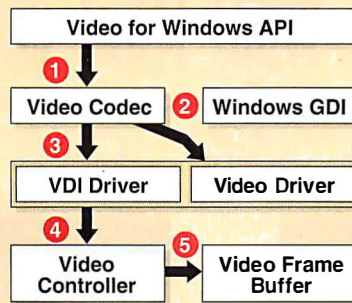 Video for Windows API
1
Video Codec
2
Windows GDI
3
VDI Driver
Video Driver
4
5
Video
Controller
Video Frame
Buffer